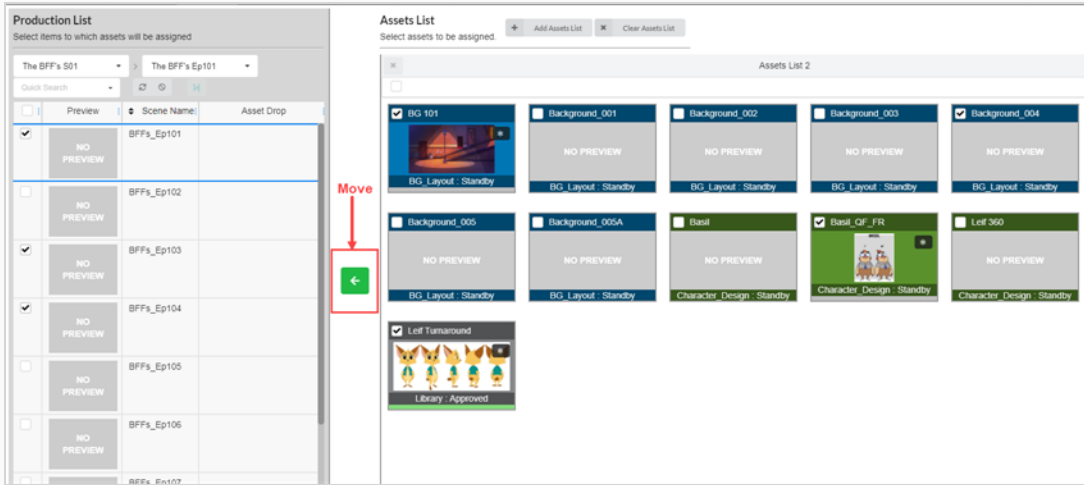 Production List
Select items to which assets will be assigned
The BFF's S01 > The BFF's Ep101
Quick Search
Preview Scene Name Asset Drop
NO PREVIEW
BFFs_Ep101
NO PREVIEW
BFFs_Ep102
NO PREVIEW
BFFs_Ep103
NO PREVIEW
BFFs_Ep104
NO PREVIEW
BFFs_Ep105
NO PREVIEW
BFFs_Ep106
BFFs_Ep107
Move
Assets List
Select assets to be assigned.
+ Add Assets List
× Clear Assets List
Assets List 2
BG 101
BG_Layout : Standby
Background_001
NO PREVIEW
BG_Layout : Standby
Background_002
NO PREVIEW
BG_Layout : Standby
Background_003
NO PREVIEW
BG_Layout : Standby
Background_004
NO PREVIEW
BG_Layout : Standby
Background_005
NO PREVIEW
BG_Layout : Standby
Background_005A
NO PREVIEW
BG_Layout : Standby
Basil
NO PREVIEW
Character_Design : Standby
Basil_QF_FR
Character_Design : Standby
Leif 360
NO PREVIEW
Character_Design : Standby
Leif Turnaround
Library : Approved